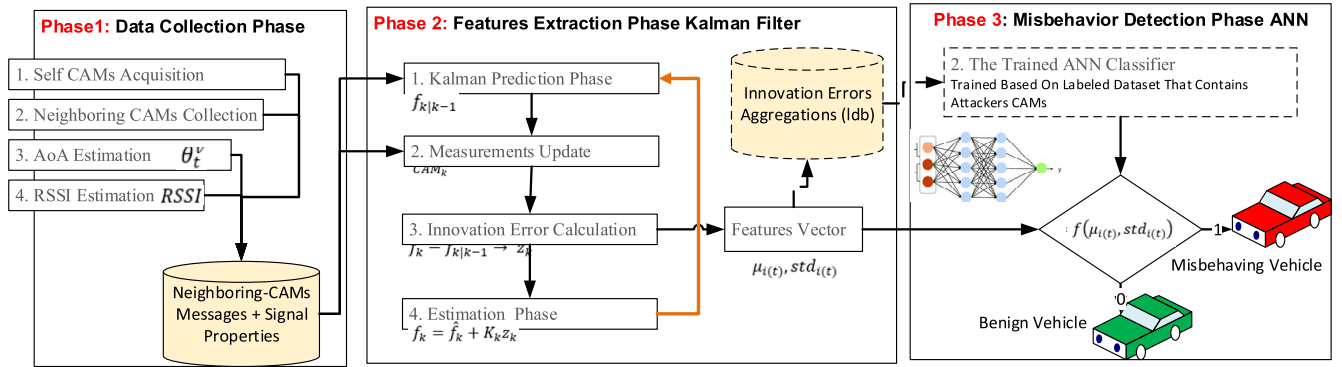 Phase1: Data Collection Phase
1. Self CAMs Acquisition
2. Neighboring CAMs Collection
3. AoA Estimation θ_t^v
4. RSSI Estimation RSSI
Neighboring-CAMs
Messages + Signal
Properties
Phase 2: Features Extraction Phase Kalman Filter
1. Kalman Prediction Phase
f_{k|k−1}
2. Measurements Update
CAM_k
3. Innovation Error Calculation
f_k − f_{k|k−1} → z_k
4. Estimation Phase
f_k = f̂_k + K_k z_k
Innovation Errors
Aggregations (Idb)
Features Vector
μ_{i(t)}, std_{i(t)}
Phase 3: Misbehavior Detection Phase ANN
2. The Trained ANN Classifier
Trained Based On Labeled Dataset That Contains
Attackers CAMs
y
: f(μ_{i(t)}, std_{i(t)})
1
Misbehaving Vehicle
0
Benign Vehicle